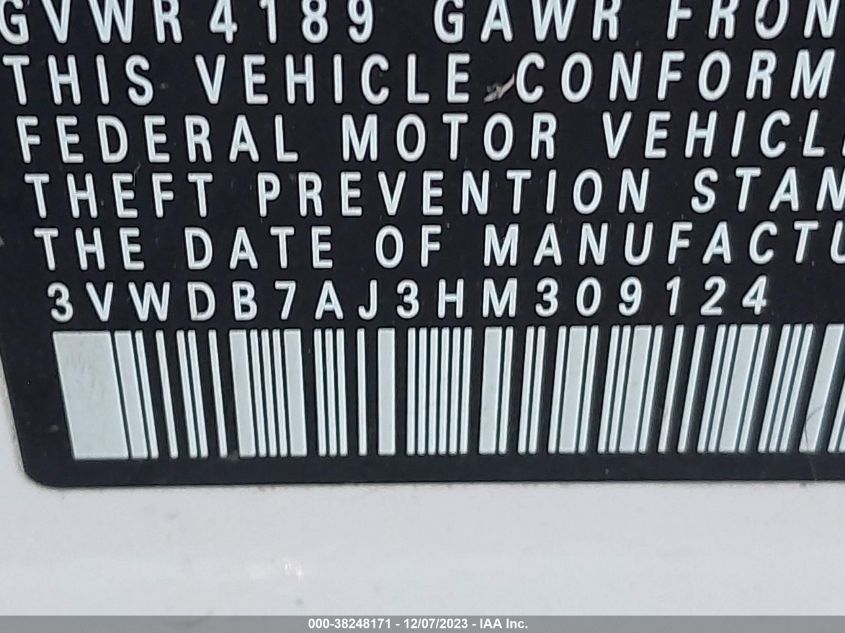 GVWR 4189 GAWR FRON
THIS VEHICLE CONFORM
FEDERAL MOTOR VEHICL
THEFT PREVENTION STAN
THE DATE OF MANUFACTU
3VWDB7AJ3HM309124
000-38248171 - 12/07/2023 - IAA Inc.